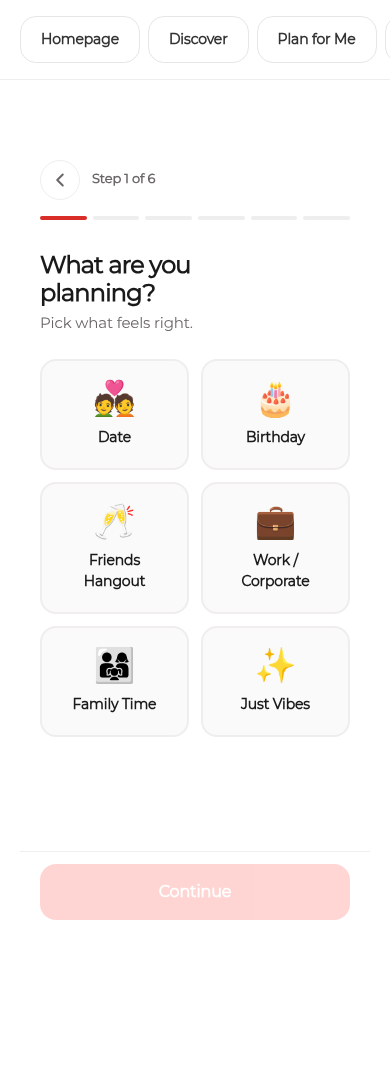 Homepage
Discover
Plan for Me
Step 1 of 6
What are you
planning?
Pick what feels right.
Date
Birthday
Friends
Hangout
Work /
Corporate
Family Time
Just Vibes
Continue